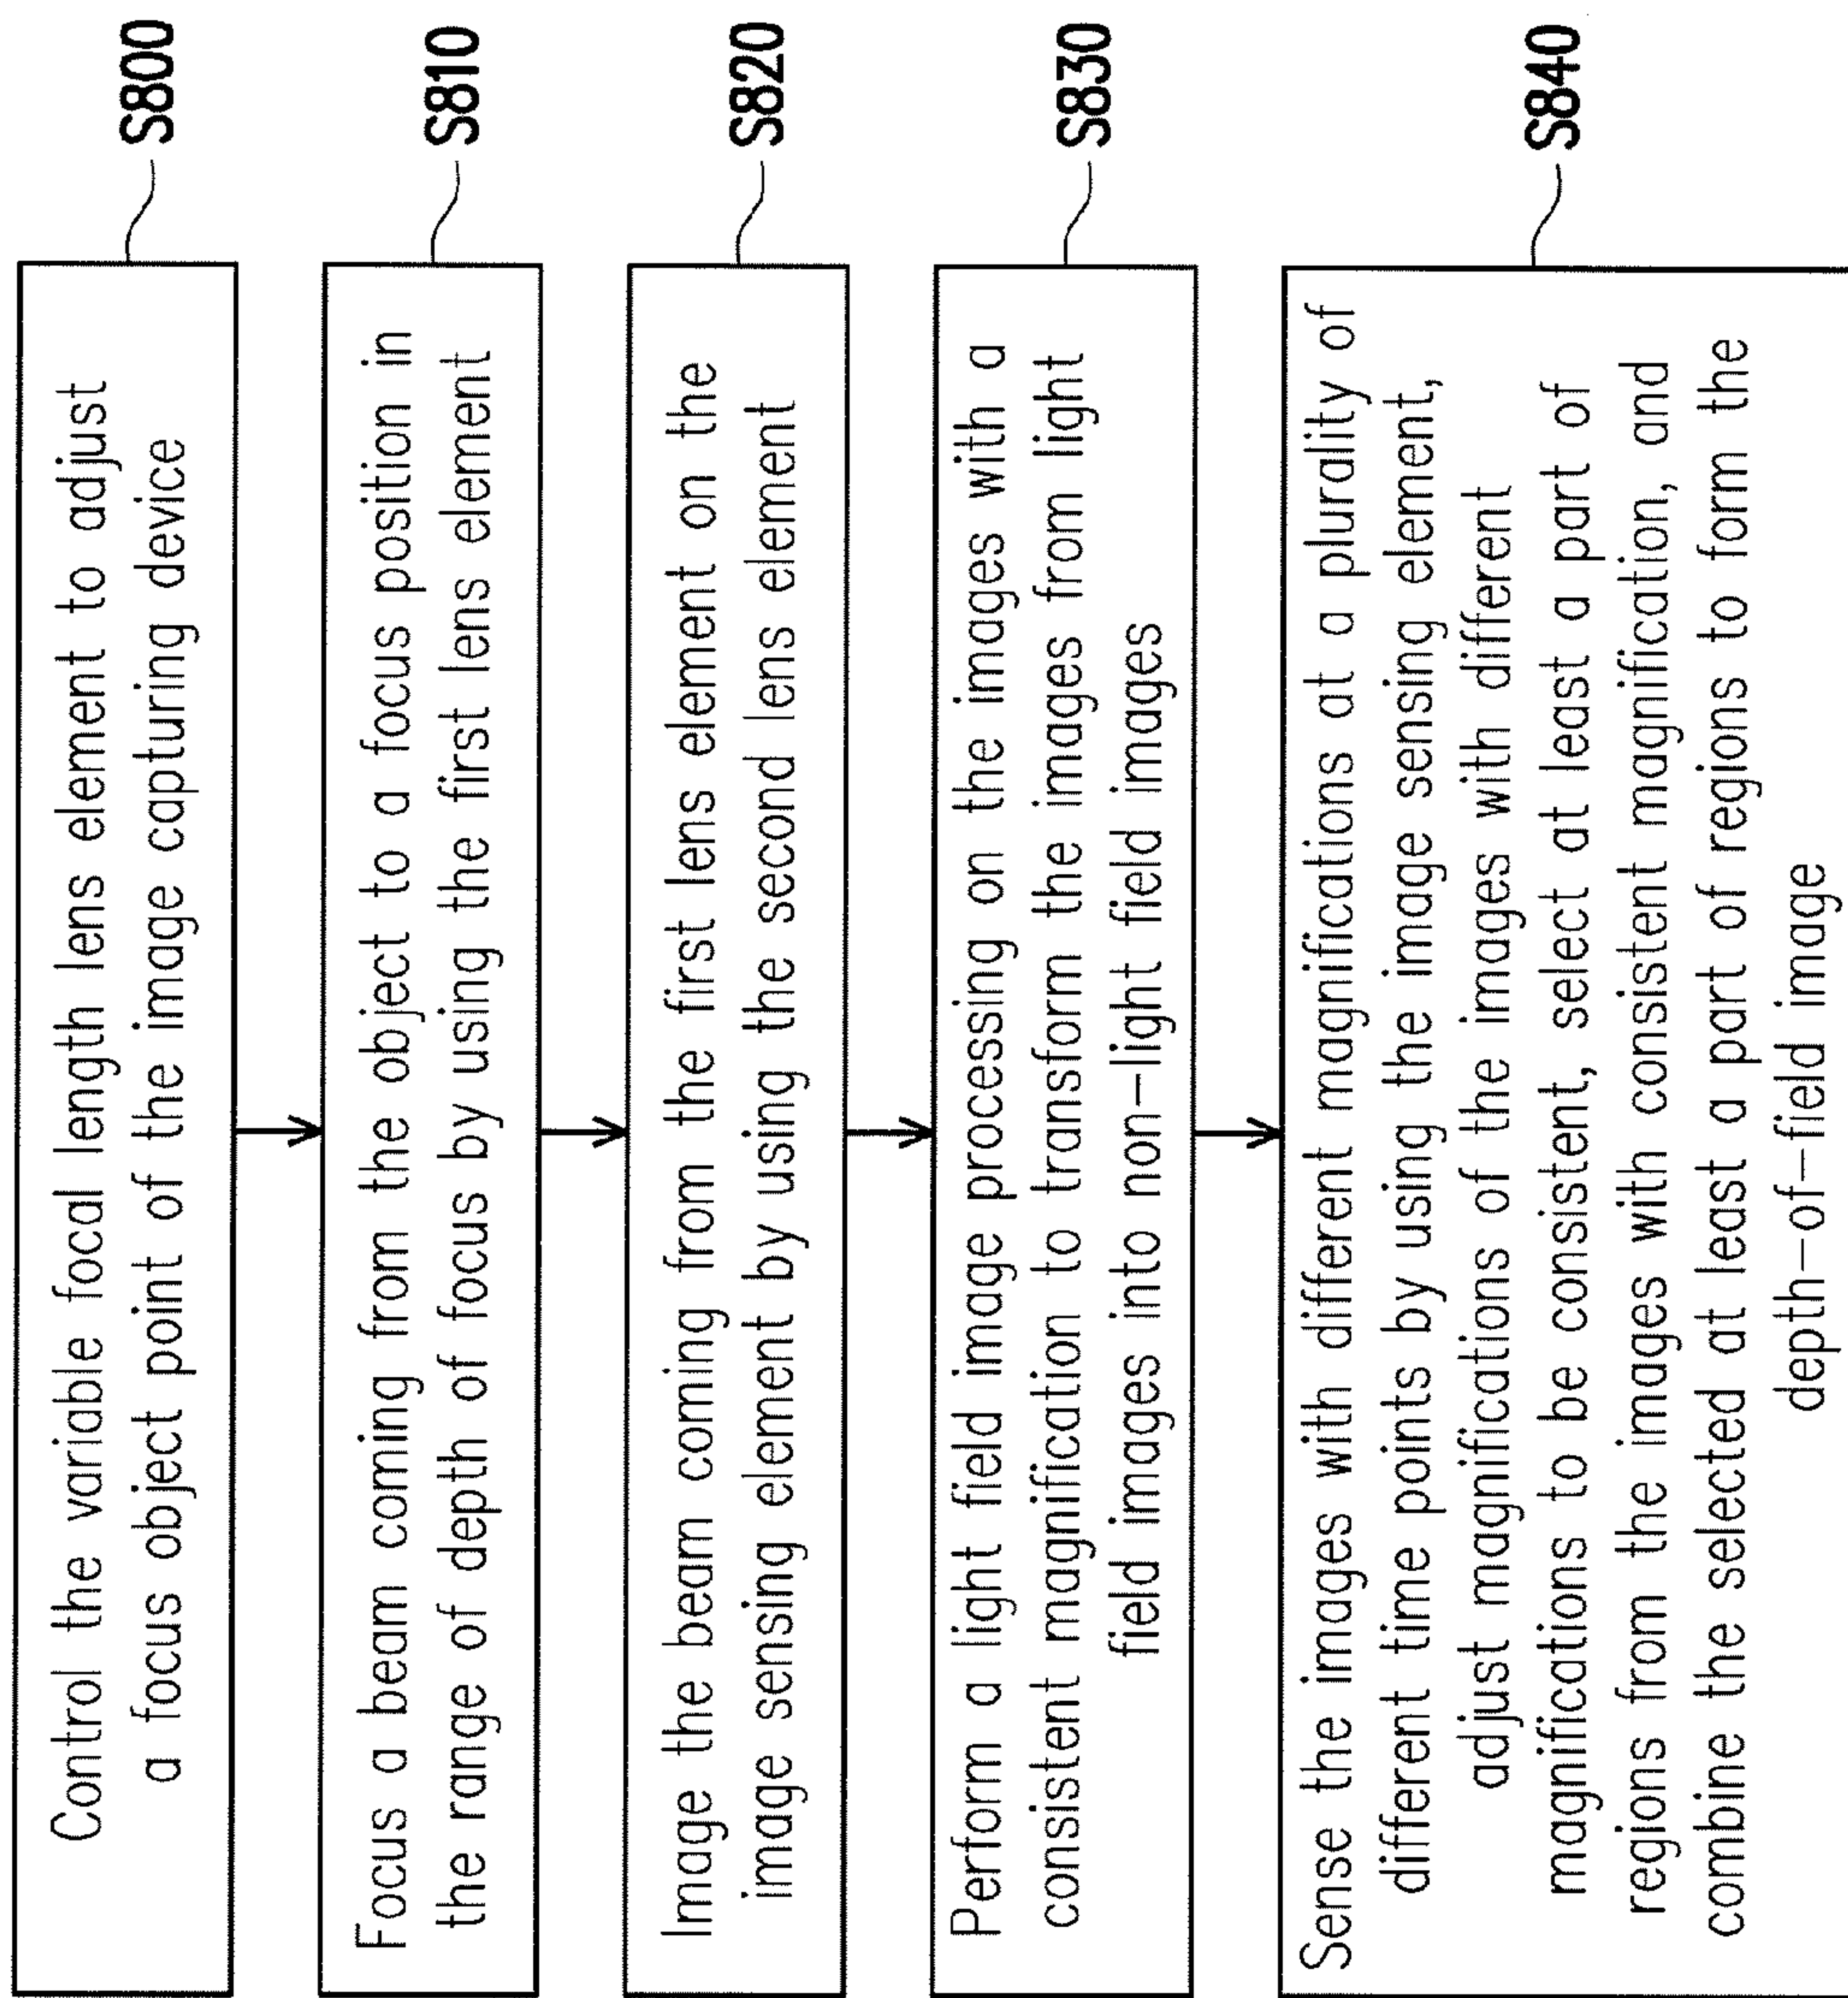 Control the variable focal length lens element to adjust
a focus object point of the image capturing device
S800
Focus a beam coming from the object to a focus position in
the range of depth of focus by using the first lens element
S810
Image the beam coming from the first lens element on the
image sensing element by using the second lens element
S820
Perform a light field image processing on the images with a
consistent magnification to transform the images from light
field images into non-light field images
S830
Sense the images with different magnifications at a plurality of
different time points by using the image sensing element,
adjust magnifications of the images with different
magnifications to be consistent, select at least a part of
regions from the images with consistent magnification, and
combine the selected at least a part of regions to form the
depth-of-field image
S840